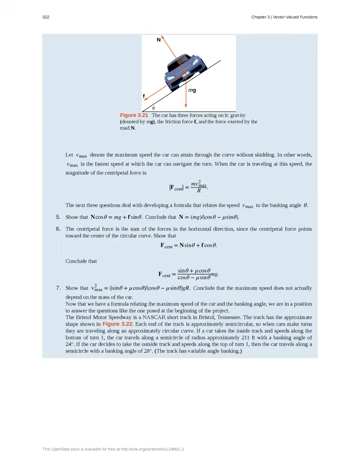 322
Chapter 3 | Vector-Valued Functions
N
f
mg
θ
Figure 3.21 The car has three forces acting on it: gravity
(denoted by mg), the friction force f, and the force exerted by the
road N.
Let v_max denote the maximum speed the car can attain through the curve without skidding. In other words,
v_max is the fastest speed at which the car can navigate the turn. When the car is traveling at this speed, the
magnitude of the centripetal force is
|F_cent| = mv²_max / R.
The next three questions deal with developing a formula that relates the speed v_max to the banking angle θ.
5. Show that N cos θ = mg + f sin θ. Conclude that N = (mg)/(cos θ − μ sin θ).
6. The centripetal force is the sum of the forces in the horizontal direction, since the centripetal force points
toward the center of the circular curve. Show that
F_cent = N sin θ + f cos θ.
Conclude that
F_cent = (sin θ + μ cos θ)/(cos θ − μ sin θ) mg.
7. Show that v²_max = ((sin θ + μ cos θ)/(cos θ − μ sin θ))gR. Conclude that the maximum speed does not actually
depend on the mass of the car.
Now that we have a formula relating the maximum speed of the car and the banking angle, we are in a position
to answer the questions like the one posed at the beginning of the project.
The Bristol Motor Speedway is a NASCAR short track in Bristol, Tennessee. The track has the approximate
shape shown in Figure 3.22. Each end of the track is approximately semicircular, so when cars make turns
they are traveling along an approximately circular curve. If a car takes the inside track and speeds along the
bottom of turn 1, the car travels along a semicircle of radius approximately 211 ft with a banking angle of
24°. If the car decides to take the outside track and speeds along the top of turn 1, then the car travels along a
semicircle with a banking angle of 28°. (The track has variable angle banking.)
This OpenStax book is available for free at